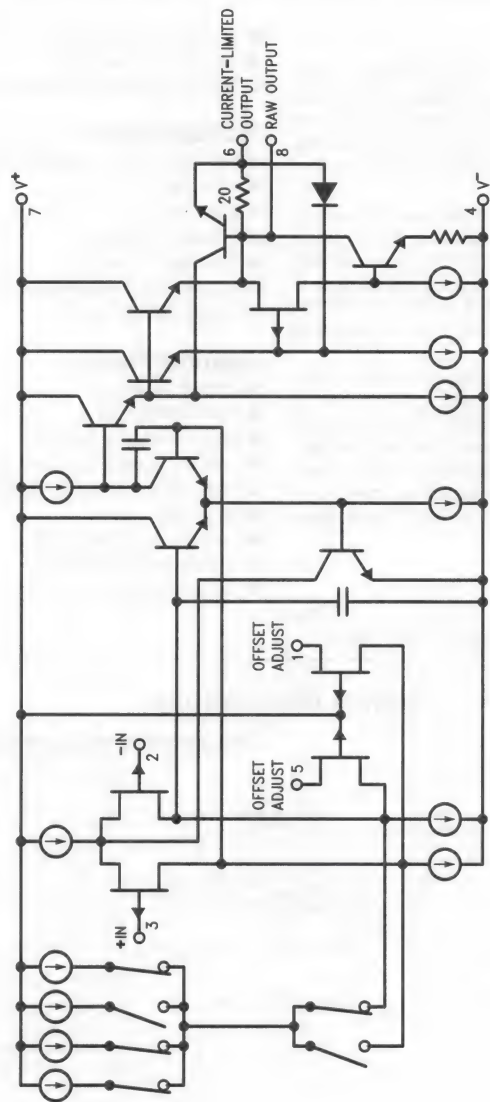 CURRENT-LIMITED
OUTPUT
6
RAW OUTPUT
8
20
V+
7
V-
4
-IN
2
+IN
3
OFFSET
ADJUST
1
OFFSET
ADJUST
5